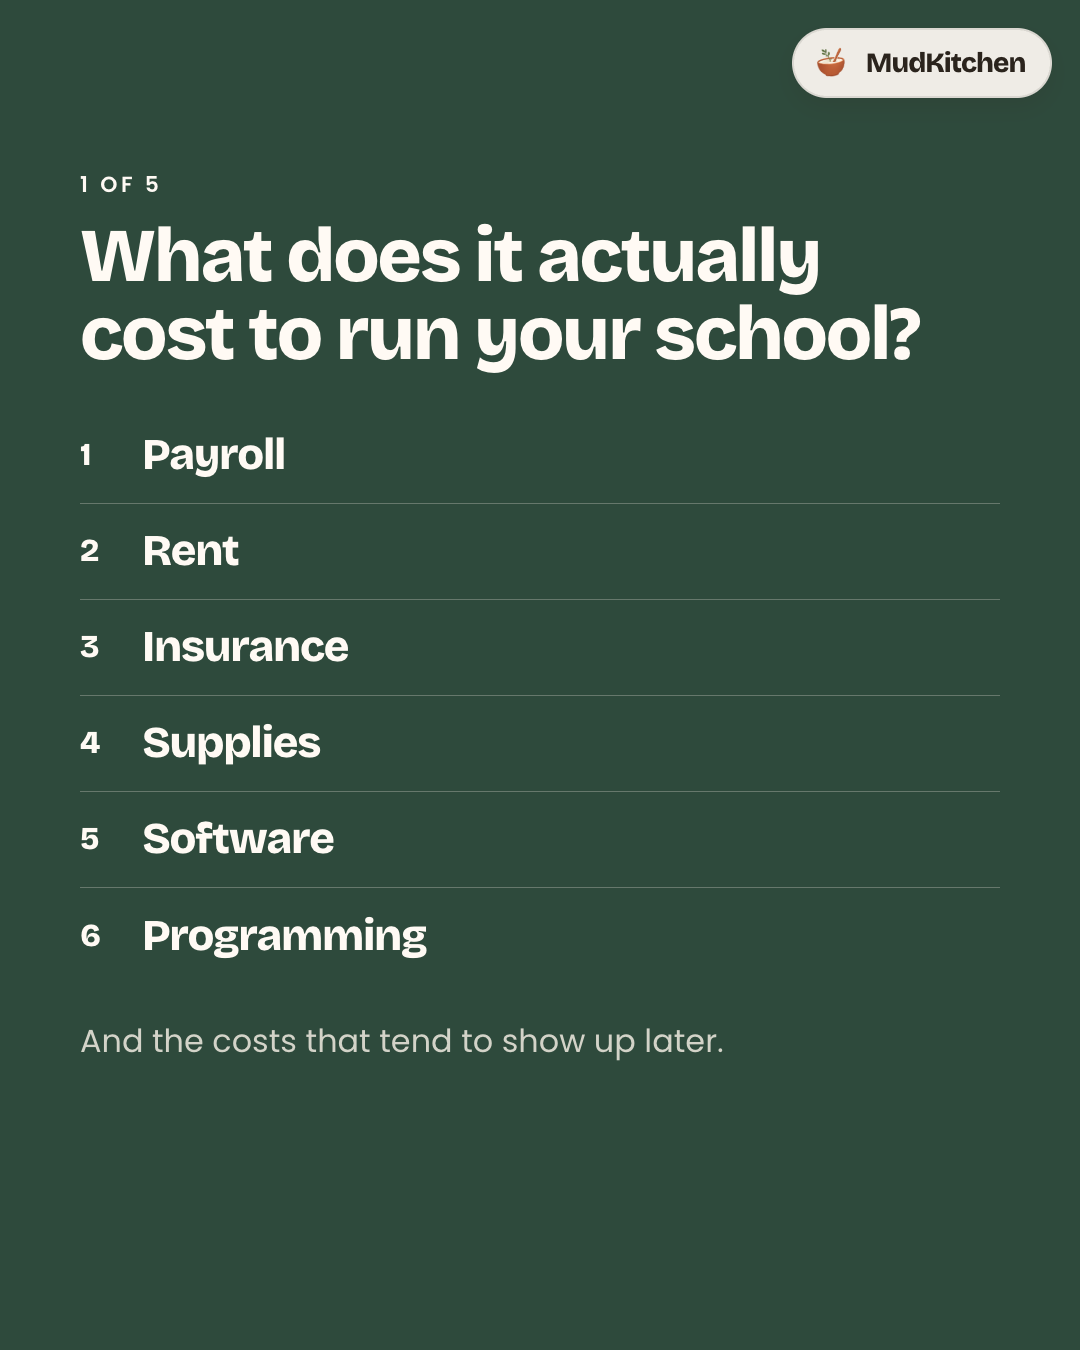 MudKitchen
1 OF 5
What does it actually
cost to run your school?
1 Payroll
2 Rent
3 Insurance
4 Supplies
5 Software
6 Programming
And the costs that tend to show up later.